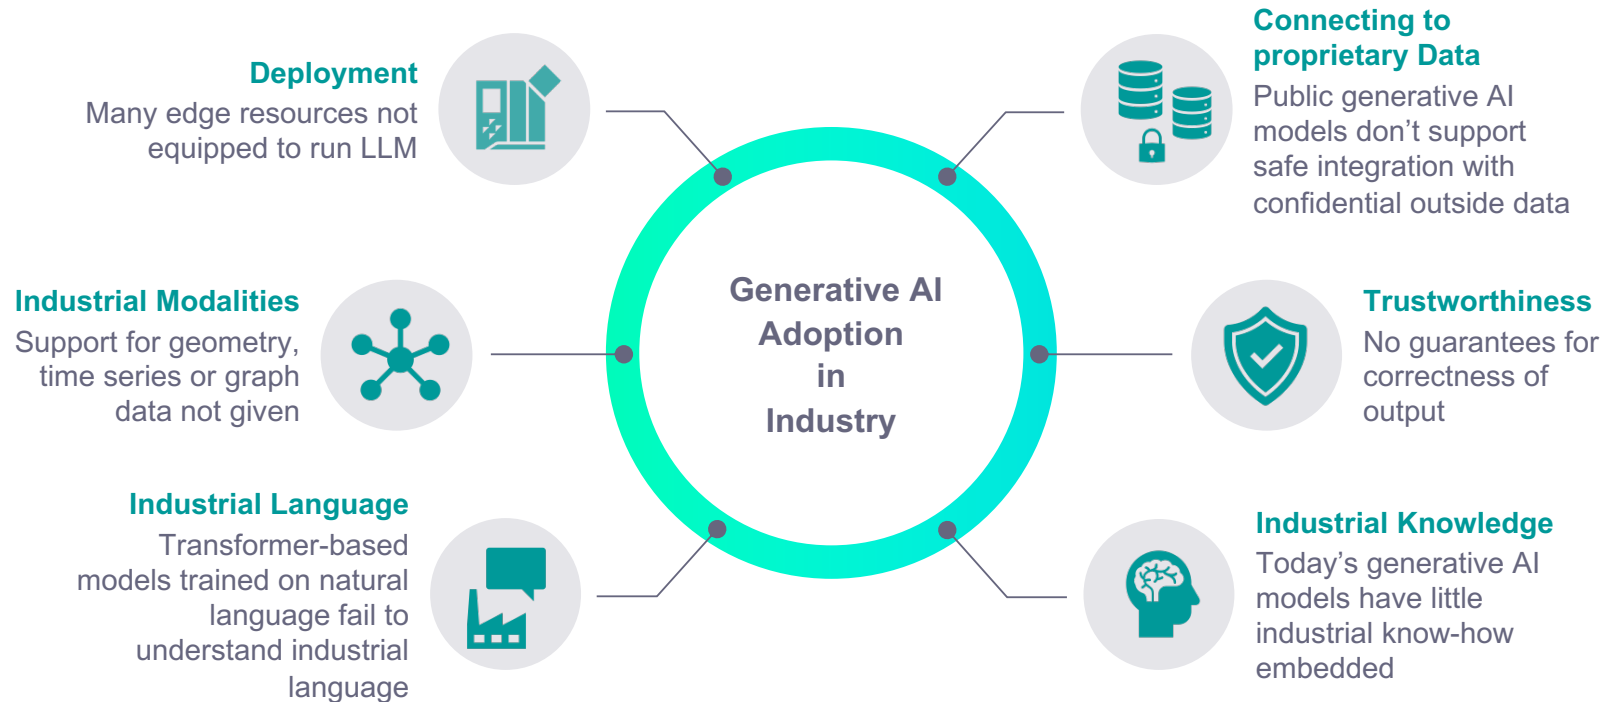 Deployment
Many edge resources not
equipped to run LLM
Industrial Modalities
Support for geometry,
time series or graph
data not given
Industrial Language
Transformer-based
models trained on natural
language fail to
understand industrial
language
Generative AI
Adoption
in
Industry
Connecting to
proprietary Data
Public generative AI
models don’t support
safe integration with
confidential outside data
Trustworthiness
No guarantees for
correctness of
output
Industrial Knowledge
Today’s generative AI
models have little
industrial know-how
embedded